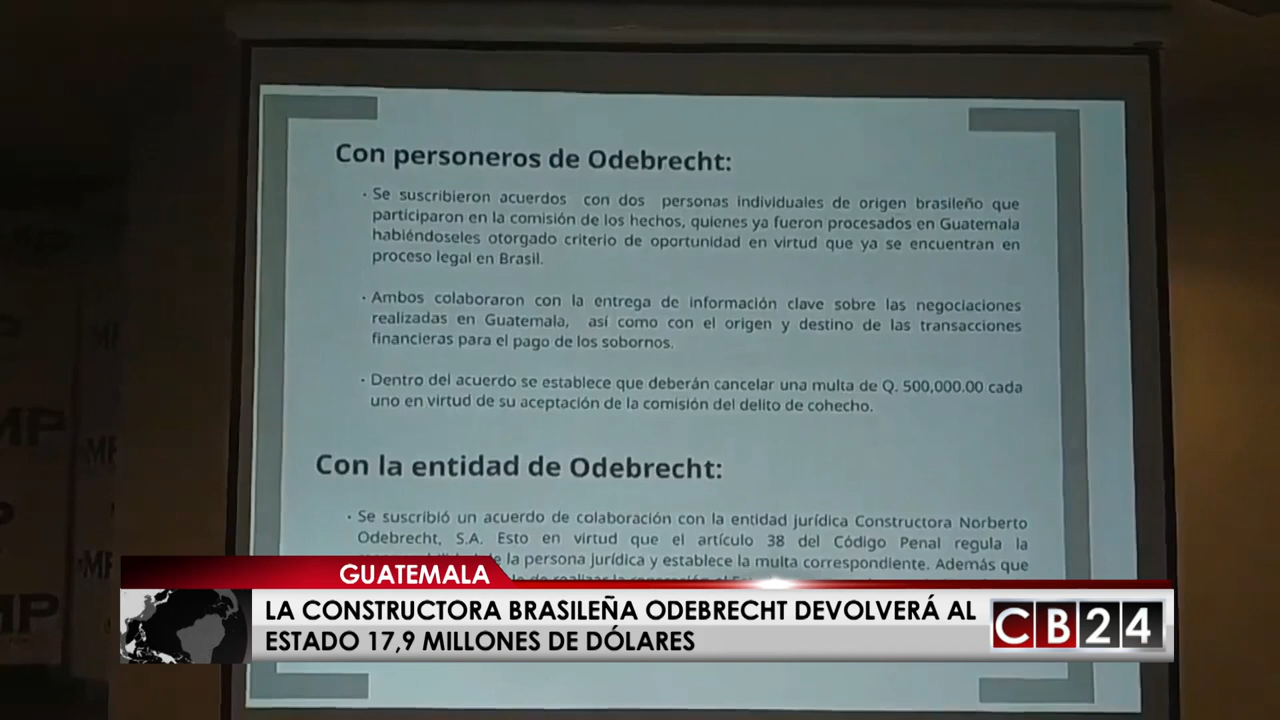 Con personeros de Odebrecht:
· Se suscribieron acuerdos con dos personas individuales de origen brasileño que
participaron en la comisión de los hechos, quienes ya fueron procesados en Guatemala
habiéndoseles otorgado criterio de oportunidad en virtud que ya se encuentran en
proceso legal en Brasil.
· Ambos colaboraron con la entrega de información clave sobre las negociaciones
realizadas en Guatemala, así como con el origen y destino de las transacciones
financieras para el pago de los sobornos.
· Dentro del acuerdo se establece que deberán cancelar una multa de Q. 500,000.00 cada
uno en virtud de su aceptación de la comisión del delito de cohecho.
Con la entidad de Odebrecht:
· Se suscribió un acuerdo de colaboración con la entidad jurídica Constructora Norberto
Odebrecht, S.A. Esto en virtud que el artículo 38 del Código Penal regula la
de la persona jurídica y establece la multa correspondiente. Además que
MP
MP
MP
GUATEMALA
LA CONSTRUCTORA BRASILEÑA ODEBRECHT DEVOLVERÁ AL
ESTADO 17,9 MILLONES DE DÓLARES
CB24